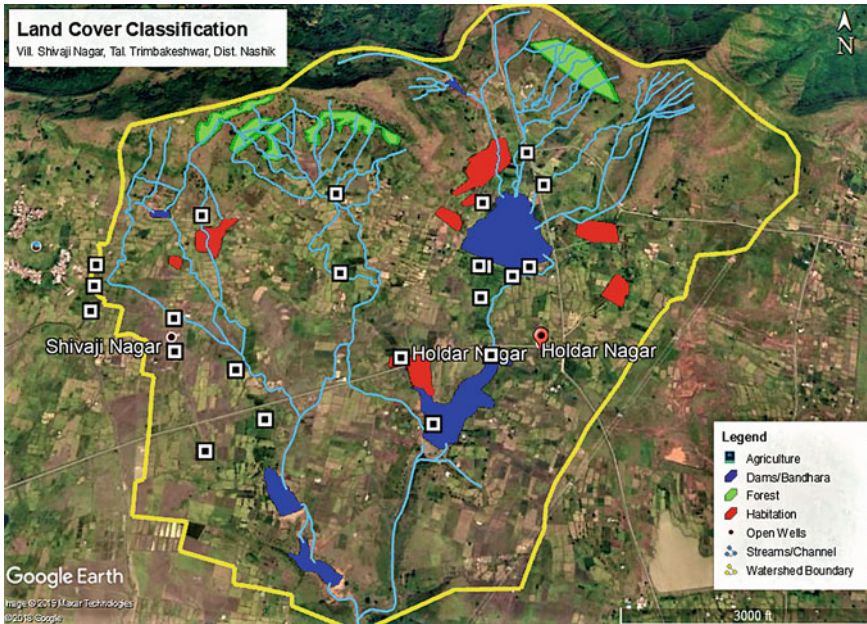 Land Cover Classification
Vill. Shivaji Nagar, Tal. Trimbakeshwar, Dist. Nashik
N
Shivaji Nagar
Holdar Nagar
Holdar Nagar
Legend
Agriculture
Dams/Bandhara
Forest
Habitation
Open Wells
Streams/Channel
Watershed Boundary
Google Earth
Image © 2019 Maxar Technologies
© 2018 Google
3000 ft